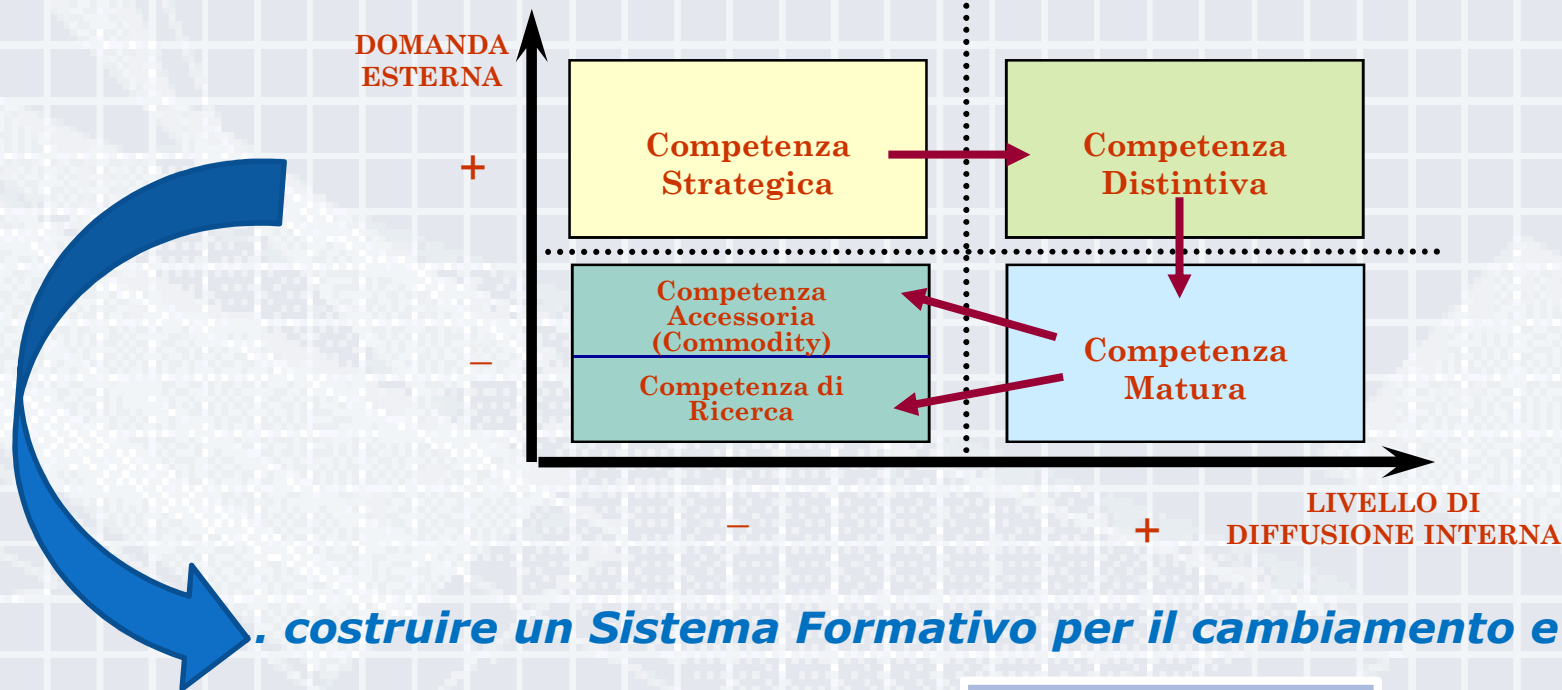 DOMANDA
ESTERNA
+
Competenza
Strategica
Competenza
Distintiva
–
Competenza
Accessoria
(Commodity)
Competenza di
Ricerca
Competenza
Matura
–
+
LIVELLO DI
DIFFUSIONE INTERNA
. costruire un Sistema Formativo per il cambiamento e